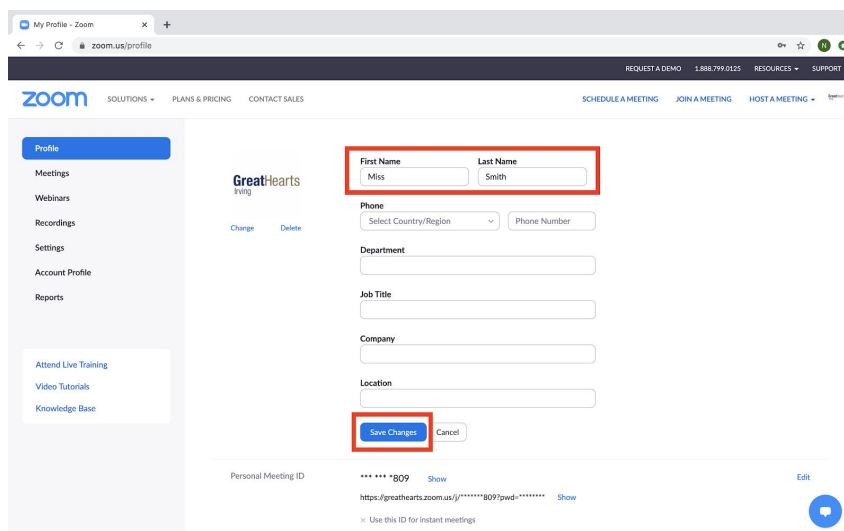 My Profile - Zoom
zoom.us/profile
N
REQUEST A DEMO 1.888.799.0125 RESOURCES SUPPORT
zoom SOLUTIONS PLANS & PRICING CONTACT SALES SCHEDULE A MEETING JOIN A MEETING HOST A MEETING
Profile
Meetings
Webinars
Recordings
Settings
Account Profile
Reports
Attend Live Training
Video Tutorials
Knowledge Base
GreatHearts
Irving
Change Delete
First Name Last Name
Miss Smith
Phone
Select Country/Region Phone Number
Department
Job Title
Company
Location
Save Changes Cancel
Personal Meeting ID *** *** *809 Show Edit
https://greathearts.zoom.us/j/*******809?pwd=******** Show
× Use this ID for instant meetings